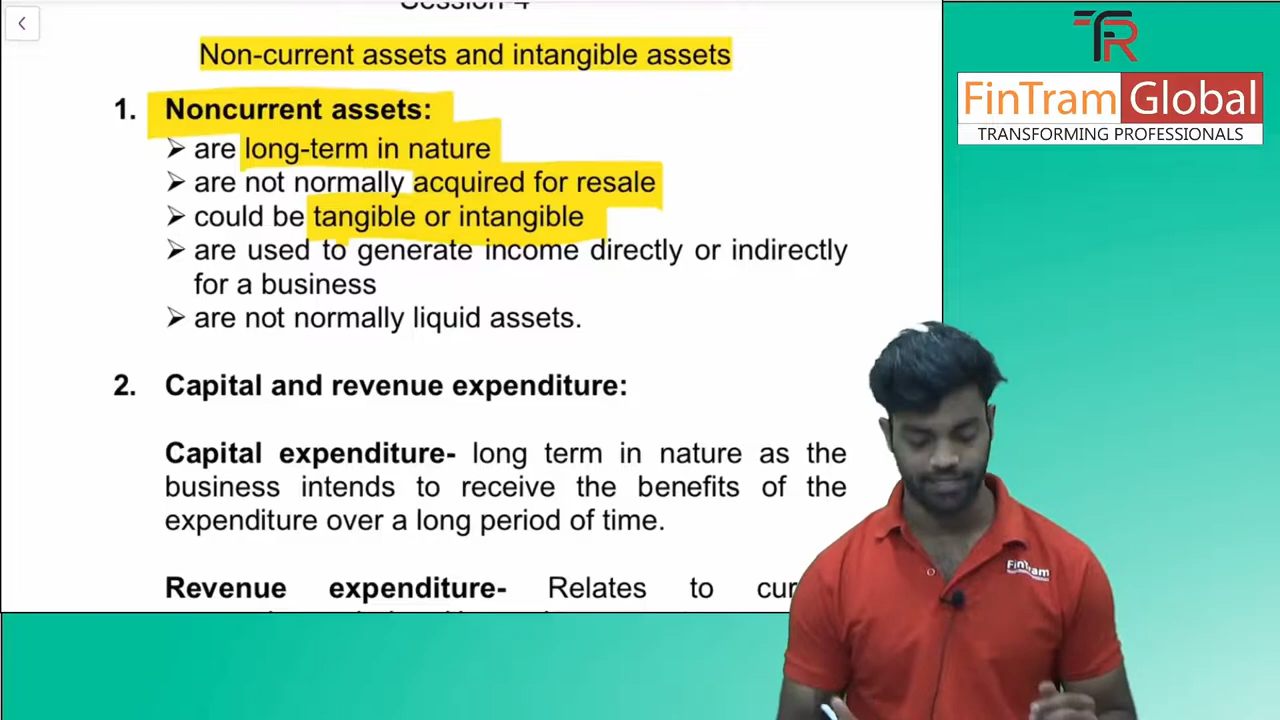 Session-4
Non-current assets and intangible assets
1. Noncurrent assets:
➢ are long-term in nature
➢ are not normally acquired for resale
➢ could be tangible or intangible
➢ are used to generate income directly or indirectly
for a business
➢ are not normally liquid assets.
2. Capital and revenue expenditure:
Capital expenditure- long term in nature as the
business intends to receive the benefits of the
expenditure over a long period of time.
Revenue expenditure- Relates to
FinTram Global
TRANSFORMING PROFESSIONALS
FinTram